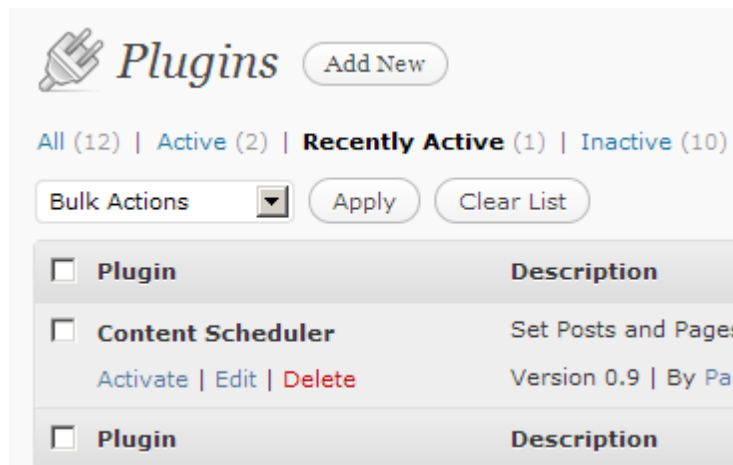 Plugins Add New
All (12) | Active (2) | Recently Active (1) | Inactive (10)
Bulk Actions Apply Clear List
Plugin Description
Content Scheduler Set Posts and Pages
Activate | Edit | Delete Version 0.9 | By Pa
Plugin Description